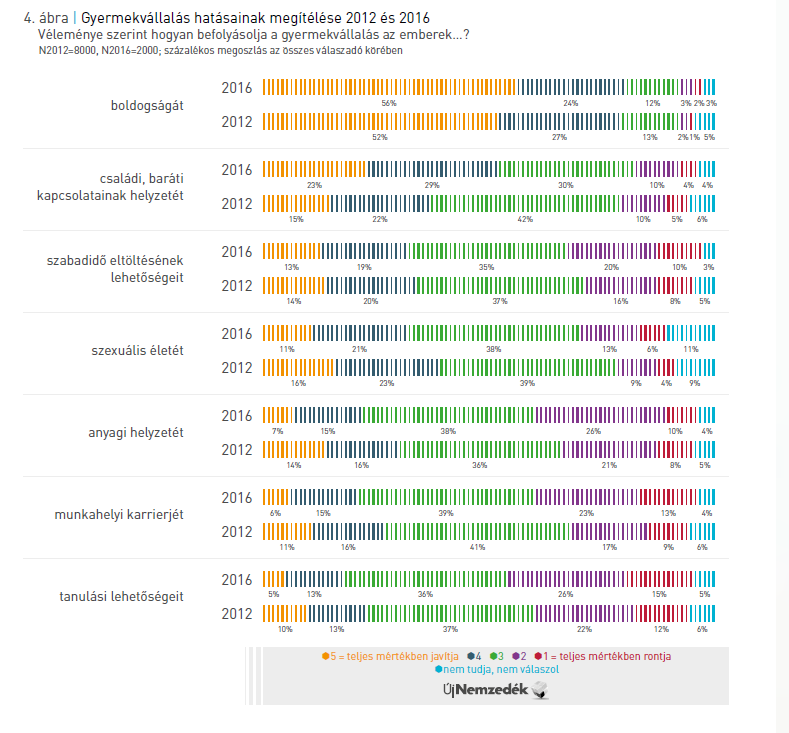 4. ábra | Gyermekvállalás hatásainak megítélése 2012 és 2016
Véleménye szerint hogyan befolyásolja a gyermekvállalás az emberek...?
N2012=8000, N2016=2000; százalékos megoszlás az összes válaszadó körében
boldogságát
2016
56% 24% 12% 3% 2% 3%
2012
52% 27% 13% 2% 1% 5%
családi, baráti
kapcsolatainak helyzetét
2016
23% 29% 30% 10% 4% 4%
2012
15% 22% 42% 10% 5% 6%
szabadidő eltöltésének
lehetőségeit
2016
13% 19% 35% 20% 10% 3%
2012
14% 20% 37% 16% 8% 5%
szexuális életét
2016
11% 21% 38% 13% 6% 11%
2012
16% 23% 39% 9% 4% 9%
anyagi helyzetét
2016
7% 15% 38% 26% 10% 4%
2012
14% 16% 36% 21% 8% 5%
munkahelyi karrierjét
2016
6% 15% 39% 23% 13% 4%
2012
11% 16% 41% 17% 9% 6%
tanulási lehetőségeit
2016
5% 13% 36% 26% 15% 5%
2012
10% 13% 37% 22% 12% 6%
5 = teljes mértékben javítja 4 3 2 1 = teljes mértékben rontja
nem tudja, nem válaszol
ÚjNemzedék